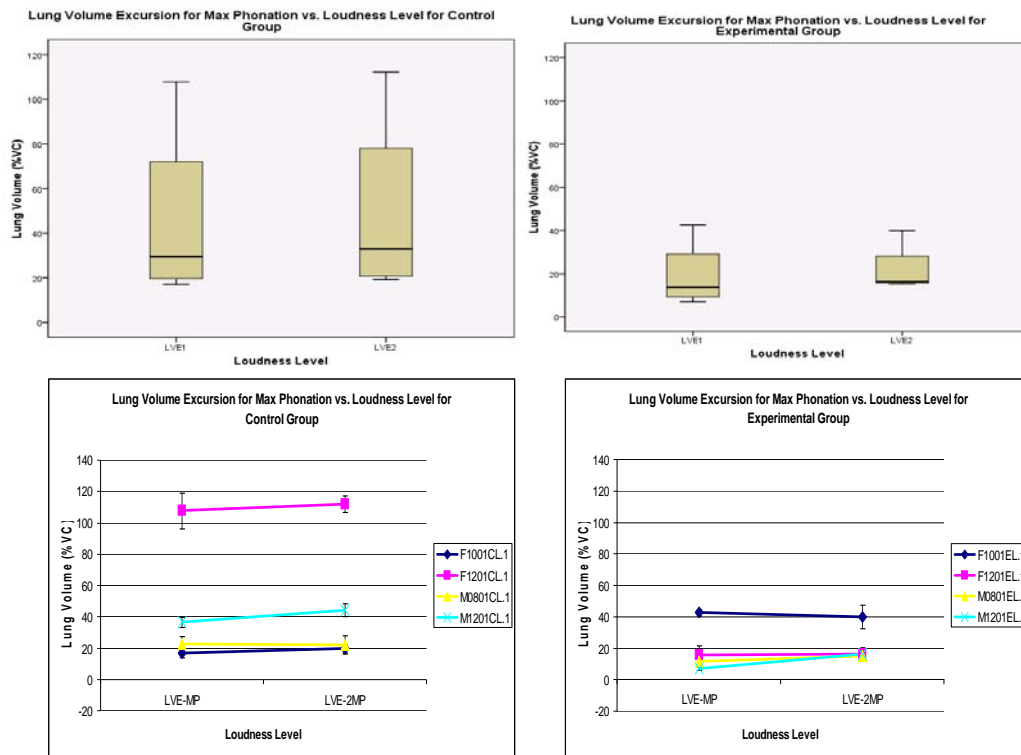 Lung Volume Excursion for Max Phonation vs. Loudness Level for Control
Group
120
100
80
60
40
20
0
Lung Volume (%VC)
LVE1
LVE2
Loudness Level
Lung Volume Excursion for Max Phonation vs. Loudness Level for
Experimental Group
120
100
80
60
40
20
0
Lung Volume (%VC)
LVE1
LVE2
Loudness Level
Lung Volume Excursion for Max Phonation vs. Loudness Level for
Control Group
140
120
100
80
60
40
20
0
-20
Lung Volume (%VC)
LVE-MP
LVE-2MP
Loudness Level
F1001CL.1
F1201CL.1
M0801CL.1
M1201CL.1
Lung Volume Excursion for Max Phonation vs. Loudness Level for
Experimental Group
140
120
100
80
60
40
20
0
-20
Lung Volume (%VC)
LVE-MP
LVE-2MP
Loudness Level
F1001EL.
F1201EL.
M0801EL.
M1201EL.